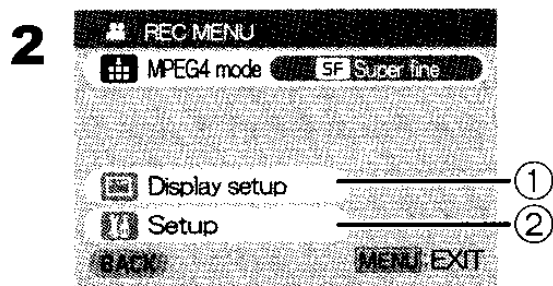 2
REC MENU
MPEG4 mode SF Super fine
Display setup ①
Setup ②
BACK MENU EXIT